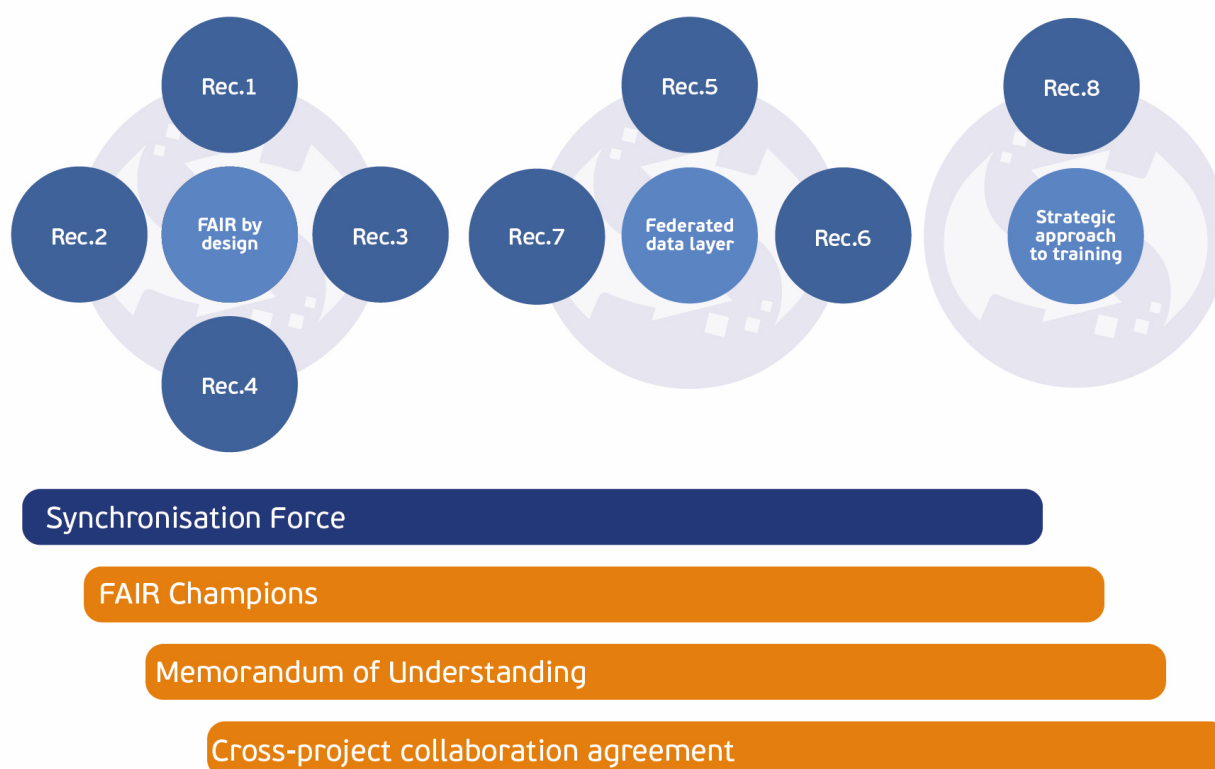 Rec.1
Rec.5
Rec.8
Rec.2
FAIR by
design
Rec.3
Rec.7
Federated
data layer
Rec.6
Strategic
approach
to training
Rec.4
Synchronisation Force
FAIR Champions
Memorandum of Understanding
Cross-project collaboration agreement